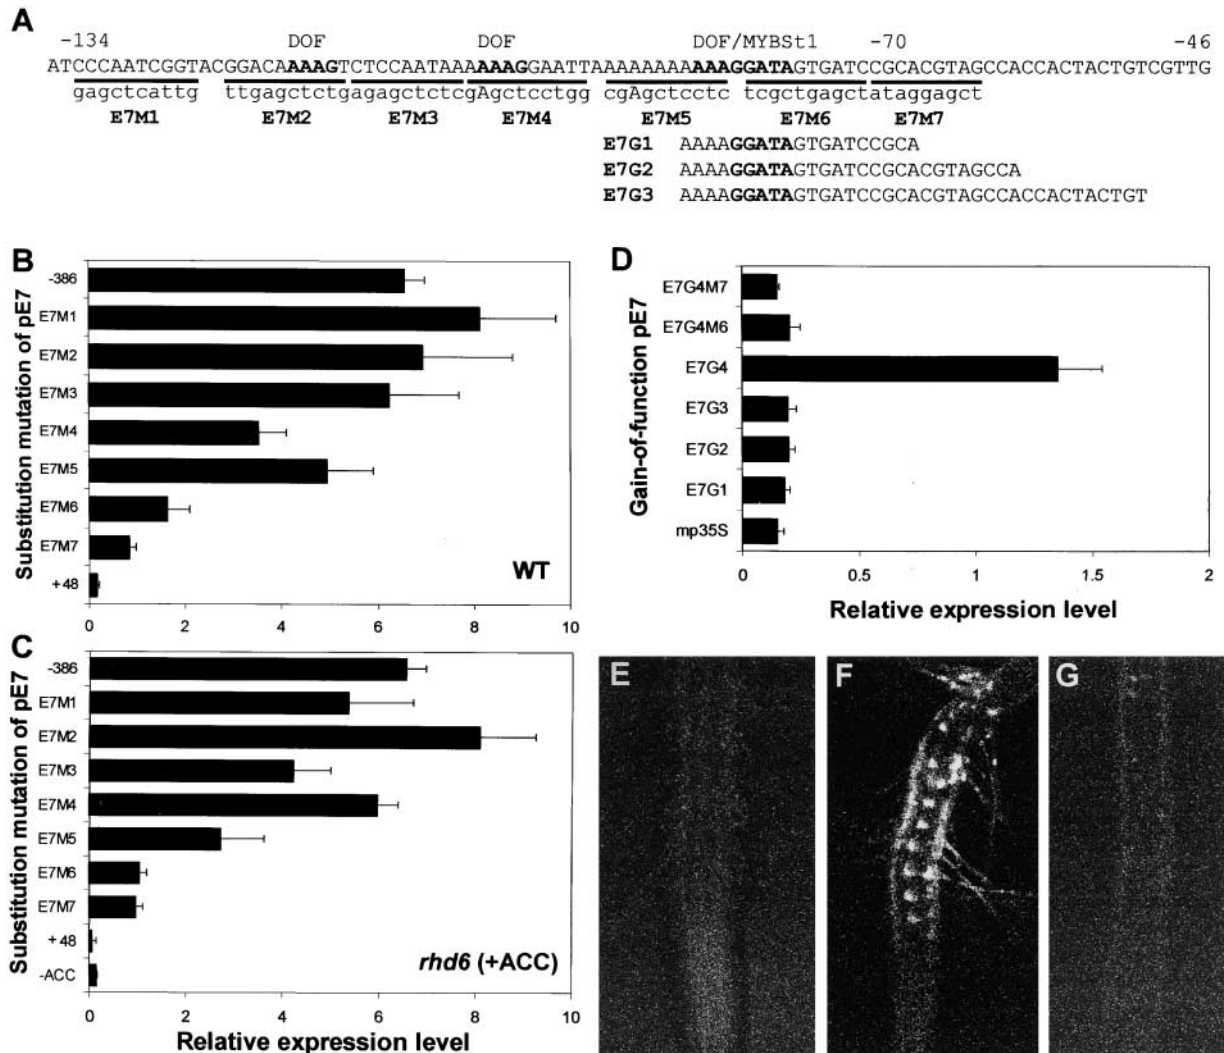 A
-134 DOF DOF DOF/MYBSt1 -70 -46
ATCCCAATCGGTACGGACAAAAGTCTCCAATAAAAAAGGAATTAAAAAAAAAAAAGGATAGTGATCCGCACGTAGCCACCACTACTGTCGTTG
gagctcattg ttgagctctgagagctctcgAgctcctgg cgAgctcctc tcgctgagctataggagct
E7M1 E7M2 E7M3 E7M4 E7M5 E7M6 E7M7
E7G1 AAAAGGATAGTGATCCGCA
E7G2 AAAAGGATAGTGATCCGCACGTAGCCA
E7G3 AAAAGGATAGTGATCCGCACGTAGCCACCACTACTGT
B
Substitution mutation of pE7
-386
E7M1
E7M2
E7M3
E7M4
E7M5
E7M6
E7M7
+48
WT
0 2 4 6 8 10
C
Substitution mutation of pE7
-386
E7M1
E7M2
E7M3
E7M4
E7M5
E7M6
E7M7
+48
-ACC
rhd6 (+ACC)
0 2 4 6 8 10
Relative expression level
D
Gain-of-function pE7
E7G4M7
E7G4M6
E7G4
E7G3
E7G2
E7G1
mp35S
0 0.5 1 1.5 2
Relative expression level
E
F
G